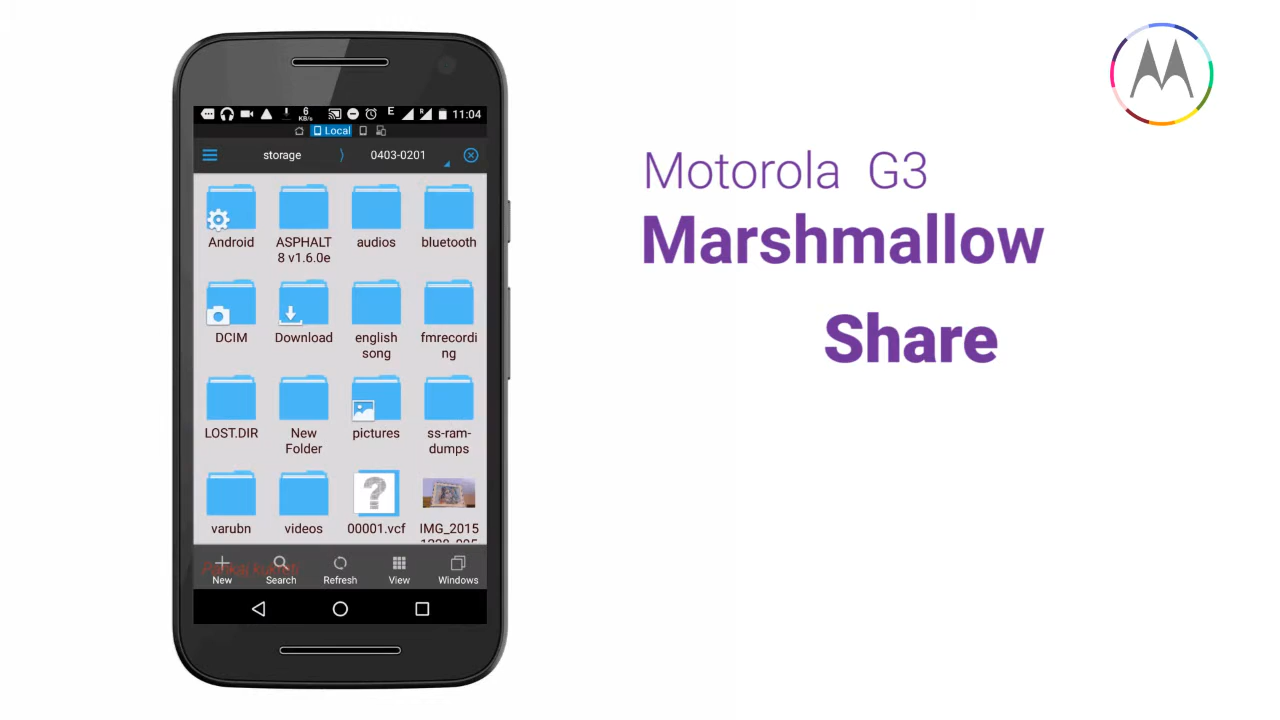 6
KB/s
E
R
11:04
Local
storage
0403-0201
Android
ASPHALT
8 v1.6.0e
audios
bluetooth
DCIM
Download
english
song
fmrecordi
ng
LOST.DIR
New
Folder
pictures
ss-ram-
dumps
varubn
videos
00001.vcf
IMG_2015
New
Search
Refresh
View
Windows
Motorola G3
Marshmallow
Share